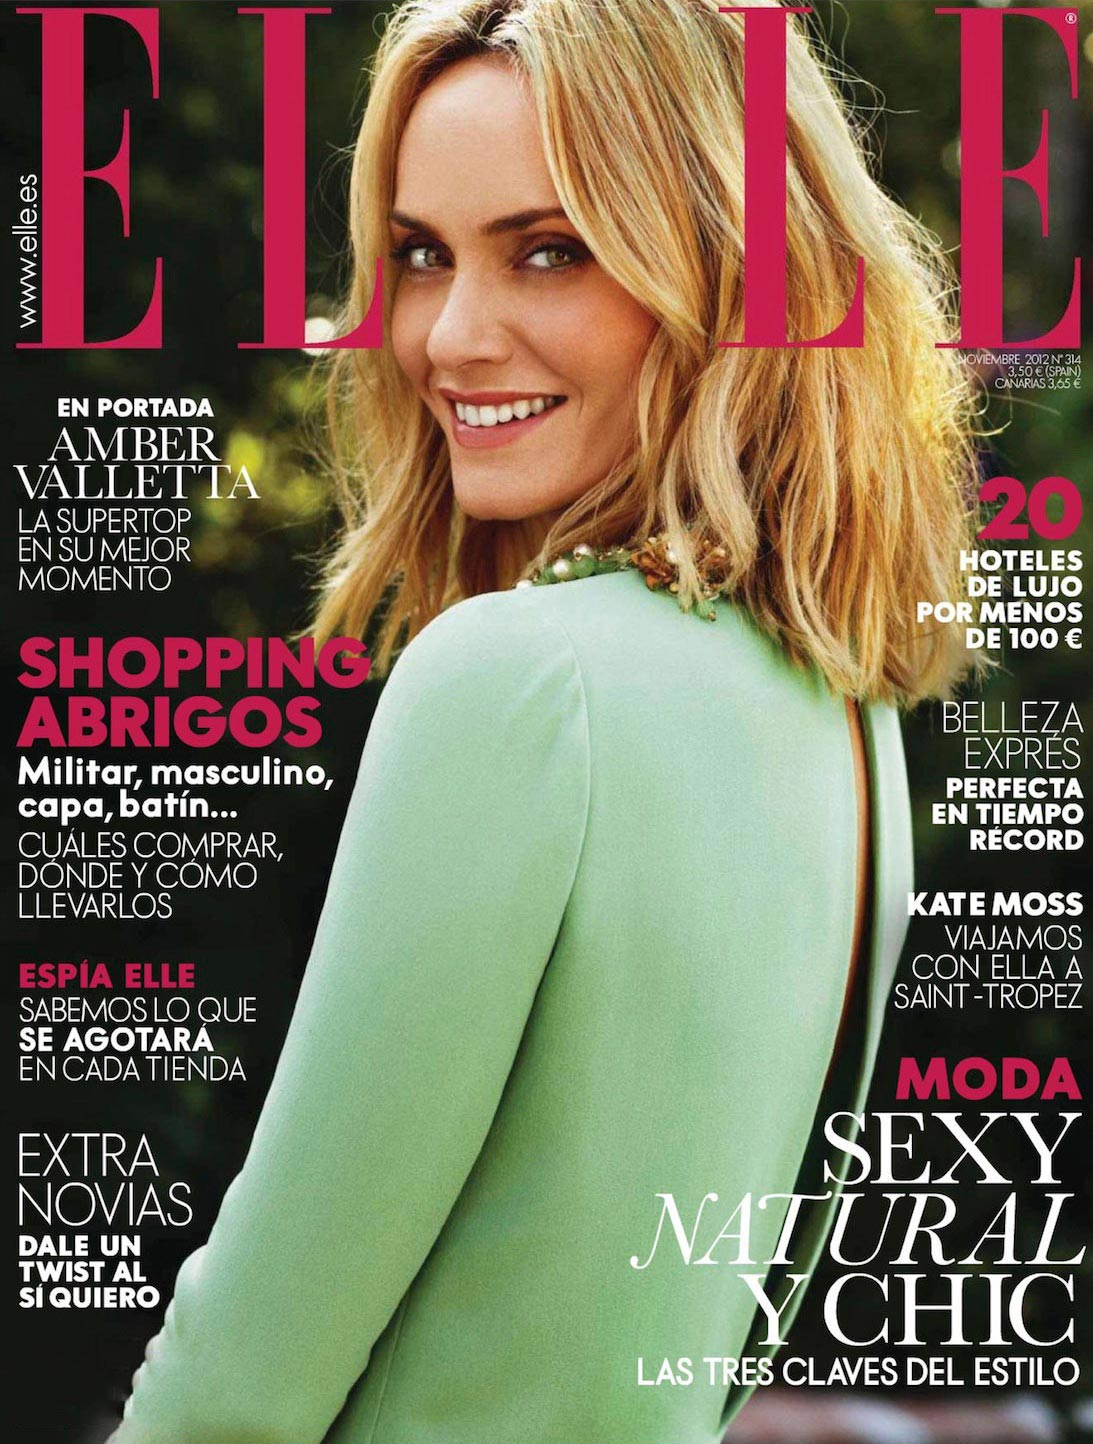 ELLE
®
www.elle.es
NOVIEMBRE 2012 Nº 314
3,50 € (SPAIN)
CANARIAS 3,65 €
EN PORTADA
AMBER
VALLETTA
LA SUPERTOP
EN SU MEJOR
MOMENTO
SHOPPING
ABRIGOS
Militar, masculino,
capa, batín...
CUÁLES COMPRAR,
DÓNDE Y CÓMO
LLEVARLOS
ESPÍA ELLE
SABEMOS LO QUE
SE AGOTARÁ
EN CADA TIENDA
EXTRA
NOVIAS
DALE UN
TWIST AL
SÍ QUIERO
20
HOTELES
DE LUJO
POR MENOS
DE 100 €
BELLEZA
EXPRÉS
PERFECTA
EN TIEMPO
RÉCORD
KATE MOSS
VIAJAMOS
CON ELLA A
SAINT-TROPEZ
MODA
SEXY
NATURAL
Y CHIC
LAS TRES CLAVES DEL ESTILO